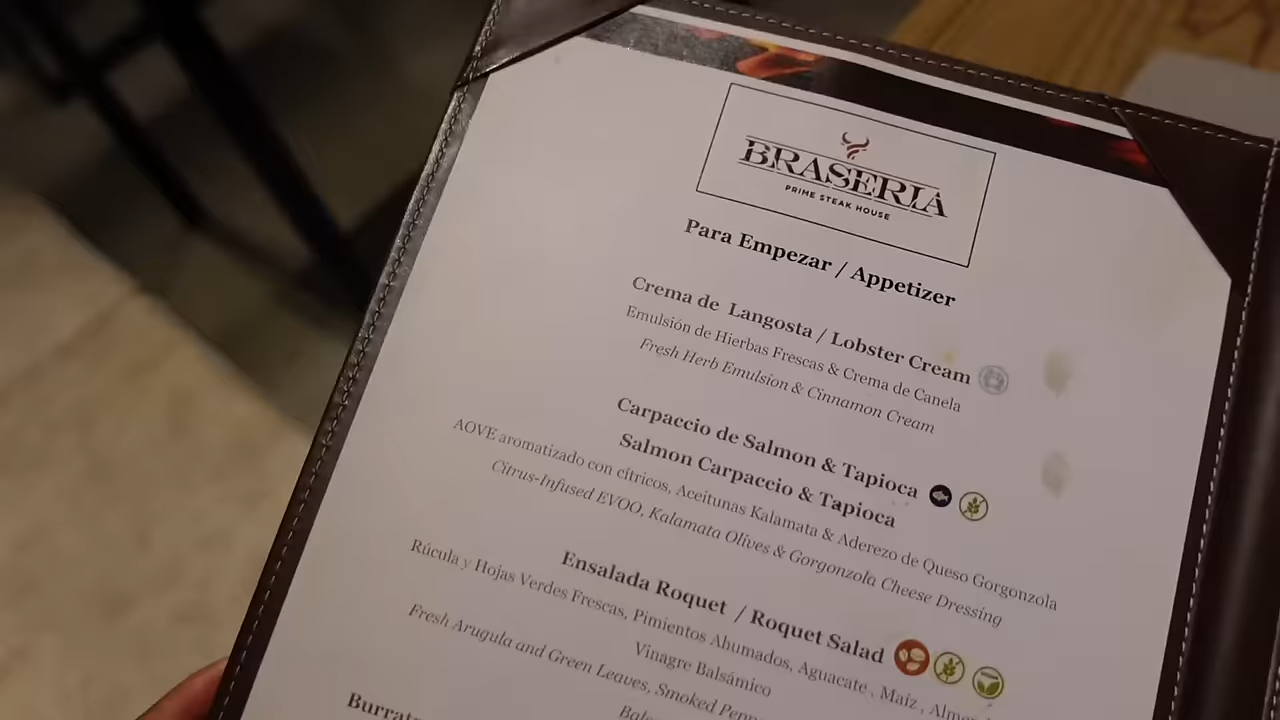 BRASERIA
PRIME STEAK HOUSE
Para Empezar / Appetizer
Crema de Langosta / Lobster Cream
Emulsión de Hierbas Frescas & Crema de Canela
Fresh Herb Emulsion & Cinnamon Cream
Carpaccio de Salmon & Tapioca
Salmon Carpaccio & Tapioca
AOVE aromatizado con cítricos, Aceitunas Kalamata & Aderezo de Queso Gorgonzola
Citrus-Infused EVOO, Kalamata Olives & Gorgonzola Cheese Dressing
Ensalada Roquet / Roquet Salad
Rúcula y Hojas Verdes Frescas, Pimientos Ahumados, Aguacate , Maíz ,
Vinagre Balsámico
Fresh Arugula and Green Leaves, Smoked